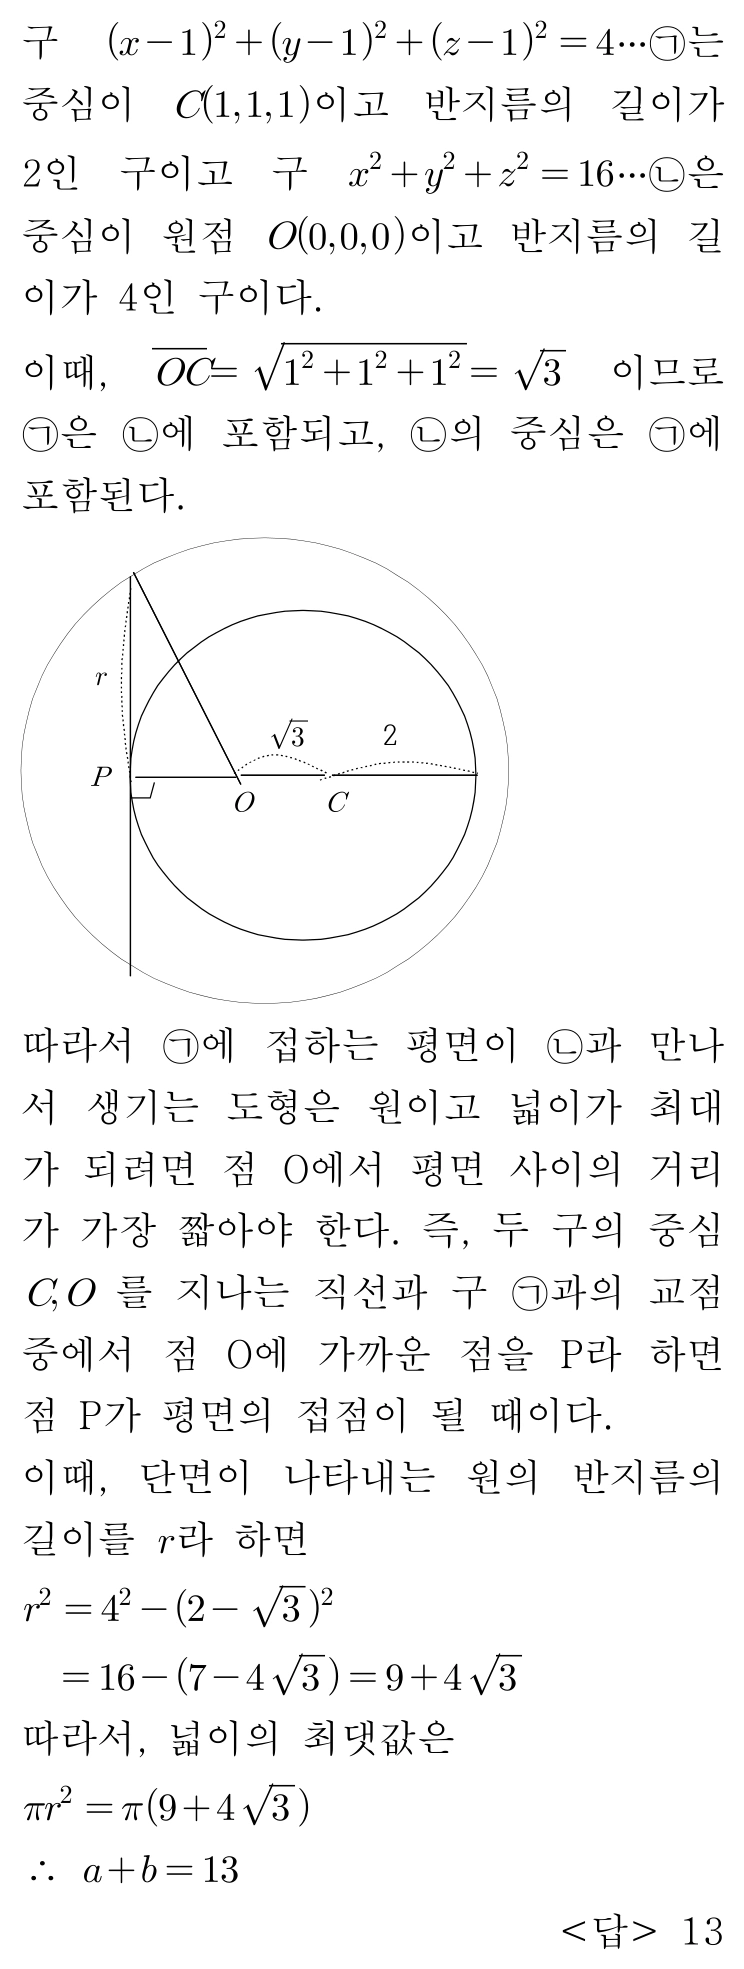 구 (x−1)²+(y−1)²+(z−1)²=4⋯㉠는
중심이 C(1,1,1)이고 반지름의 길이가
2인 구이고 구 x²+y²+z²=16⋯㉡은
중심이 원점 O(0,0,0)이고 반지름의 길
이가 4인 구이다.
이때, \overline{OC}=√(1²+1²+1²)=√3 이므로
㉠은 ㉡에 포함되고, ㉡의 중심은 ㉠에
포함된다.
r
√3 2
P
O C
따라서 ㉠에 접하는 평면이 ㉡과 만나
서 생기는 도형은 원이고 넓이가 최대
가 되려면 점 O에서 평면 사이의 거리
가 가장 짧아야 한다. 즉, 두 구의 중심
C, O 를 지나는 직선과 구 ㉠과의 교점
중에서 점 O에 가까운 점을 P라 하면
점 P가 평면의 접점이 될 때이다.
이때, 단면이 나타내는 원의 반지름의
길이를 r라 하면
r²=4²−(2−√3)²
=16−(7−4√3)=9+4√3
따라서, 넓이의 최댓값은
πr²=π(9+4√3)
∴ a+b=13
<답> 13